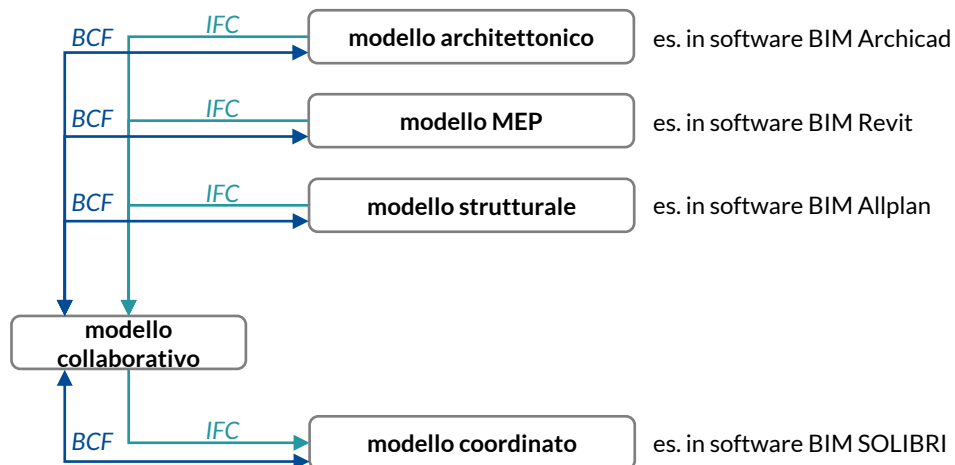 BCF
IFC
modello architettonico
es. in software BIM Archicad
BCF
IFC
modello MEP
es. in software BIM Revit
BCF
IFC
modello strutturale
es. in software BIM Allplan
modello
collaborativo
BCF
IFC
modello coordinato
es. in software BIM SOLIBRI